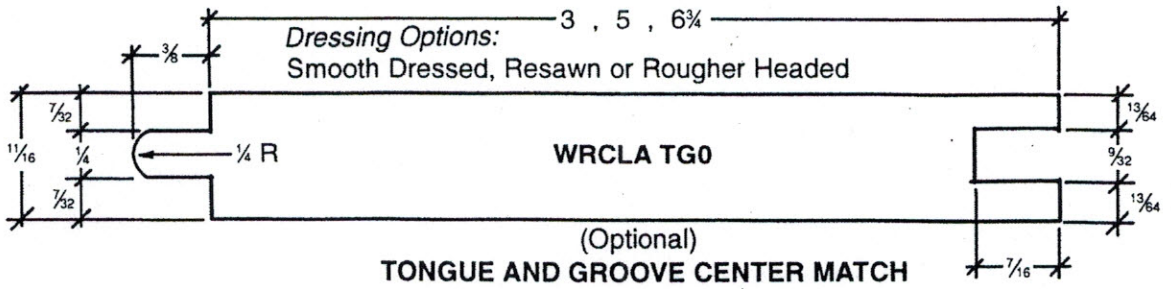 3 , 5 , 6¾
Dressing Options:
⅜
Smooth Dressed, Resawn or Rougher Headed
7/32
13/64
11/16
¼
¼ R
WRCLA TG0
9/32
7/32
13/64
(Optional)
TONGUE AND GROOVE CENTER MATCH
7/16